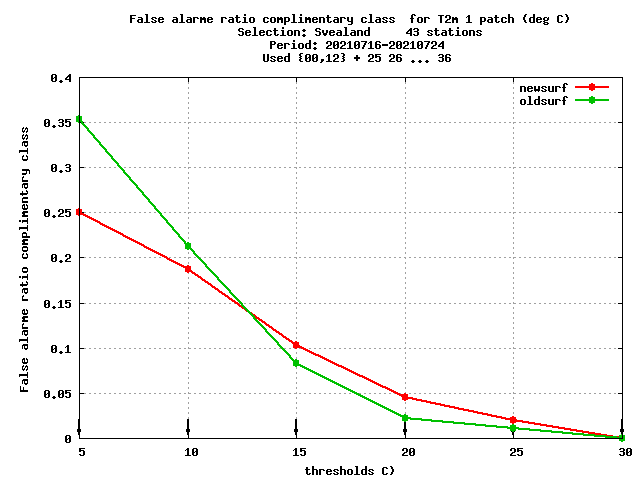 False alarme ratio complimentary class  for T2m 1 patch (deg C)
Selection: Svealand     43 stations
Period: 20210716-20210724
Used {00,12} + 25 26 ... 36
newsurf
oldsurf
False alarme ratio complimentary class
0.4
0.35
0.3
0.25
0.2
0.15
0.1
0.05
0
5 10 15 20 25 30
thresholds C)